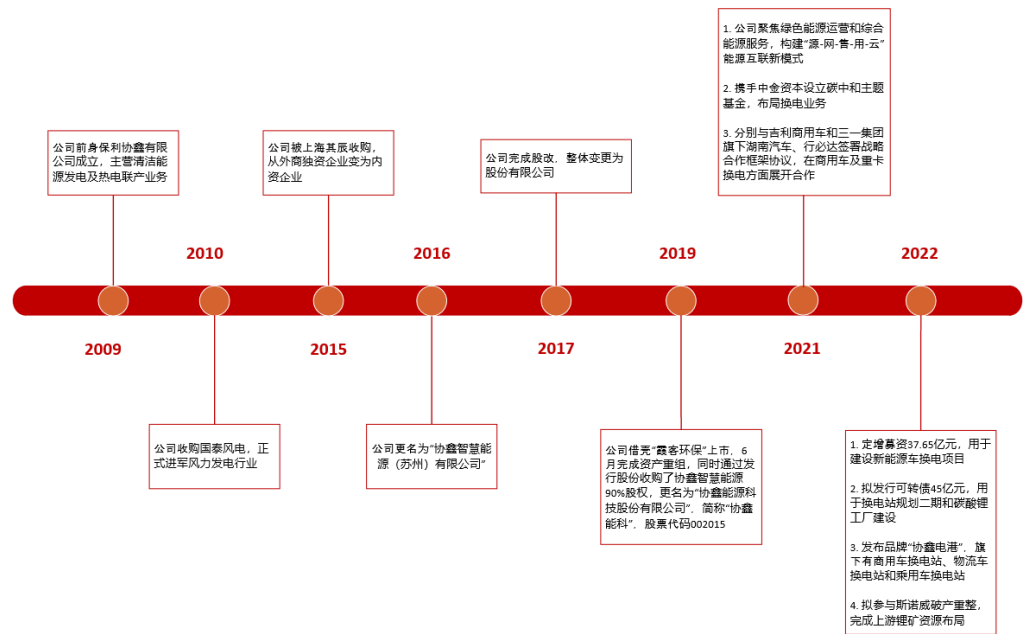 公司前身保利协鑫有限
公司成立，主营清洁能
源发电及热电联产业务
2009
2010
公司收购国泰风电，正
式进军风力发电行业
公司被上海其辰收购，
从外商独资企业变为内
资企业
2015
2016
公司更名为“协鑫智慧能
源（苏州）有限公司”
公司完成股改，整体变更为
股份有限公司
2017
2019
公司借壳“霞客环保”上市，6
月完成资产重组，同时通过发
行股份收购了协鑫智慧能源
90%股权，更名为“协鑫能源科
技股份有限公司”，简称“协鑫
能科”，股票代码002015
1. 公司聚焦绿色能源运营和综合
能源服务，构建“源-网-售-用-云”
能源互联新模式
2. 携手中金资本设立碳中和主题
基金，布局换电业务
3. 分别与吉利商用车和三一集团
旗下湖南汽车、行必达签署战略
合作框架协议，在商用车及重卡
换电方面展开合作
2021
2022
1. 定增募资37.65亿元，用于
建设新能源车换电项目
2. 拟发行可转债45亿元，用
于换电站规划二期和碳酸锂
工厂建设
3. 发布品牌“协鑫电港”，旗
下有商用车换电站、物流车
换电站和乘用车换电站
4. 拟参与斯诺威破产重整，
完成上游锂矿资源布局